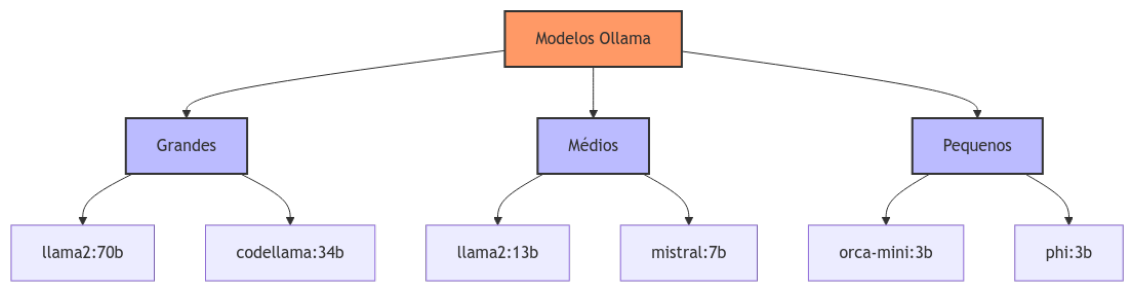 Modelos Ollama
Grandes
Médios
Pequenos
llama2:70b
codellama:34b
llama2:13b
mistral:7b
orca-mini:3b
phi:3b